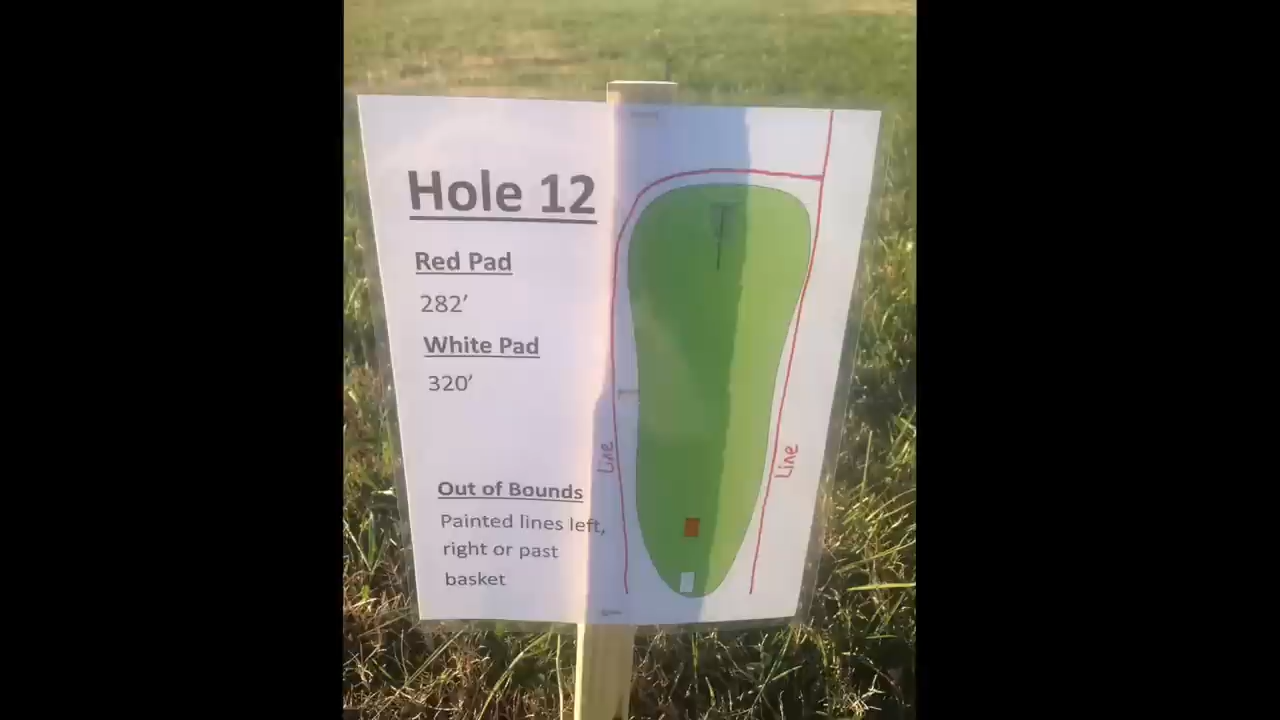 Hole 12
Red Pad
282’
White Pad
320’
Out of Bounds
Painted lines left,
right or past
basket
Line
Line